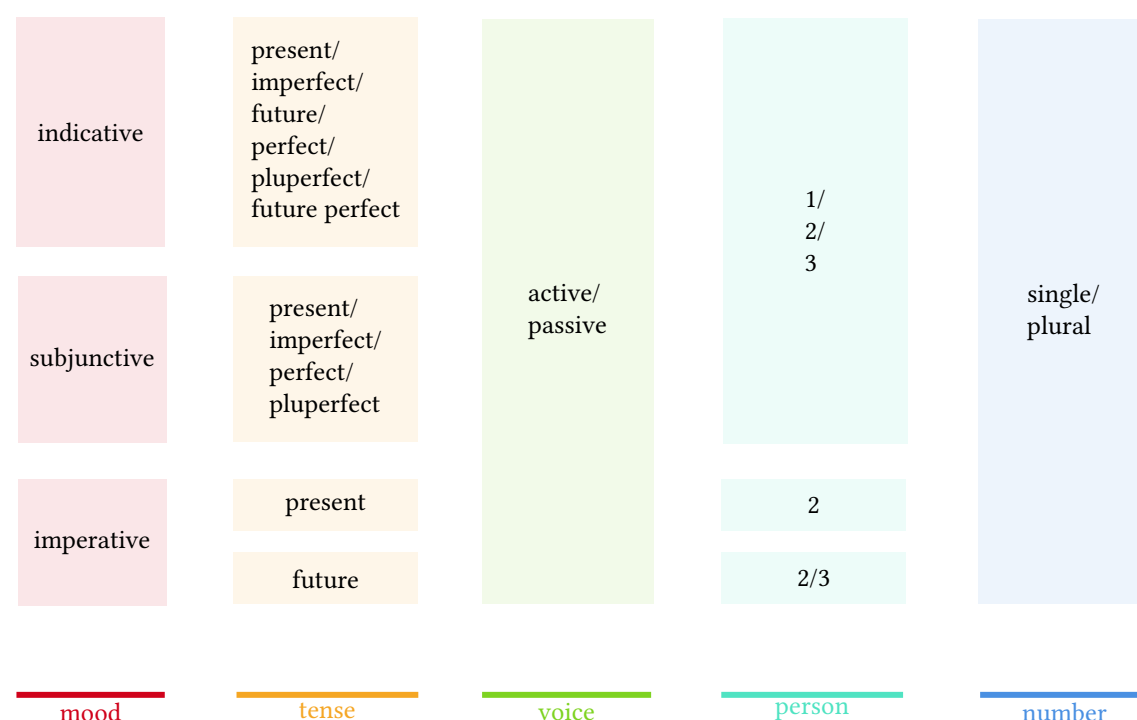 indicative
present/
imperfect/
future/
perfect/
pluperfect/
future perfect
subjunctive
present/
imperfect/
perfect/
pluperfect
imperative
present
future
active/
passive
1/
2/
3
2
2/3
single/
plural
mood
tense
voice
person
number